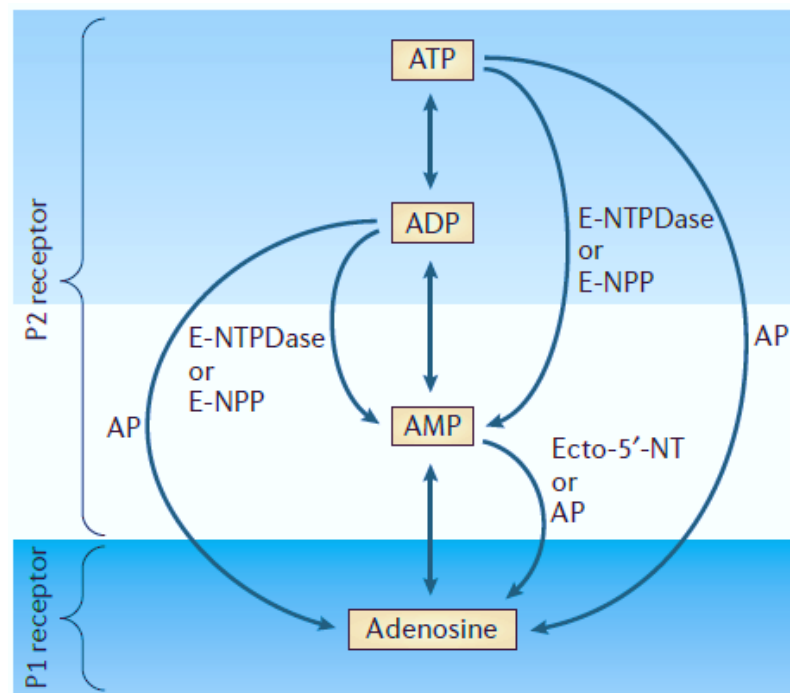 ATP
E-NTPDase
or
E-NPP
ADP
P2 receptor
E-NTPDase
or
E-NPP
AP
AP
AMP
Ecto-5′-NT
or
AP
P1 receptor
Adenosine